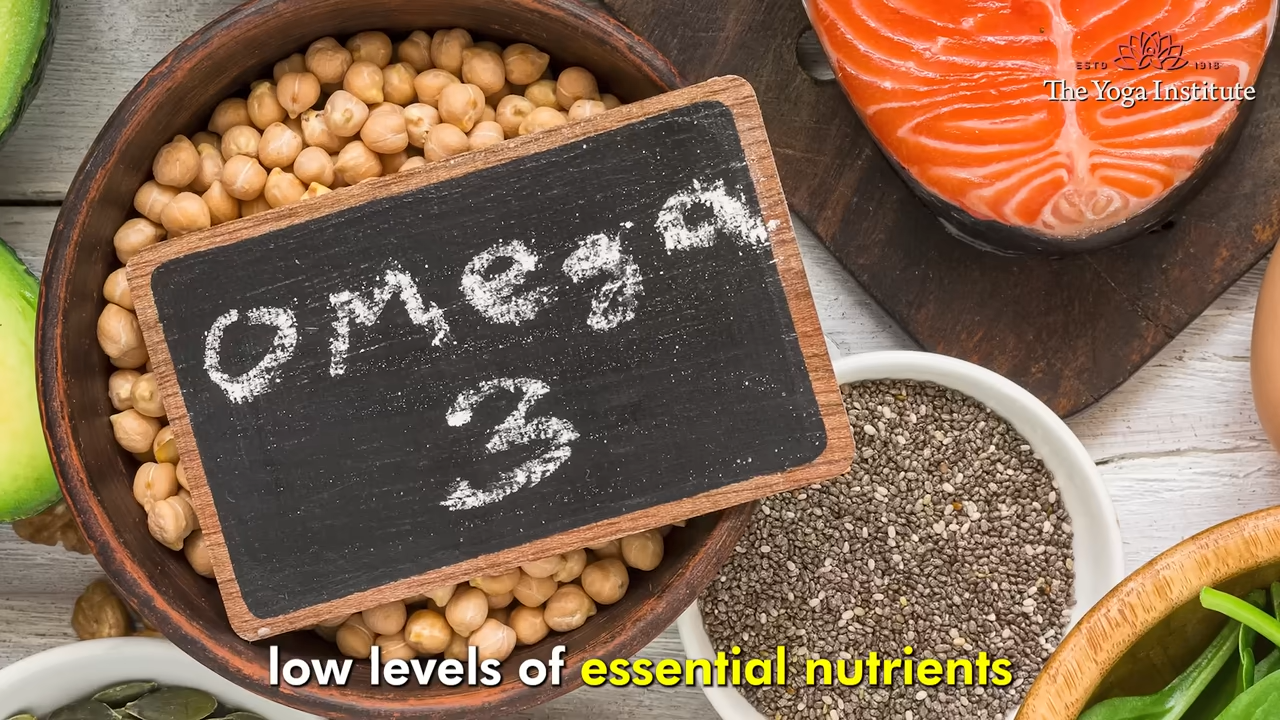 ESTD 1918
The Yoga Institute
omega
3
low levels of essential nutrients